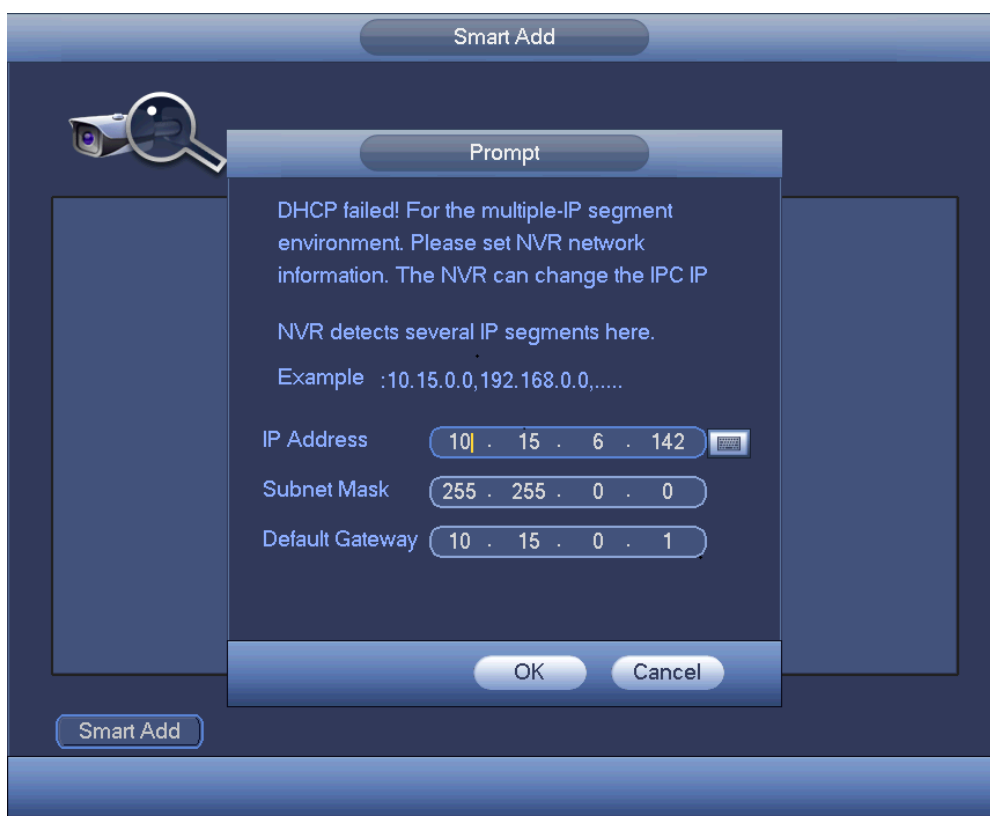 Smart Add
Prompt
DHCP failed! For the multiple-IP segment
environment. Please set NVR network
information. The NVR can change the IPC IP
NVR detects several IP segments here.
Example :10.15.0.0,192.168.0.0,.....
IP Address 10 . 15 . 6 . 142
Subnet Mask 255 . 255 . 0 . 0
Default Gateway 10 . 15 . 0 . 1
OK Cancel
Smart Add